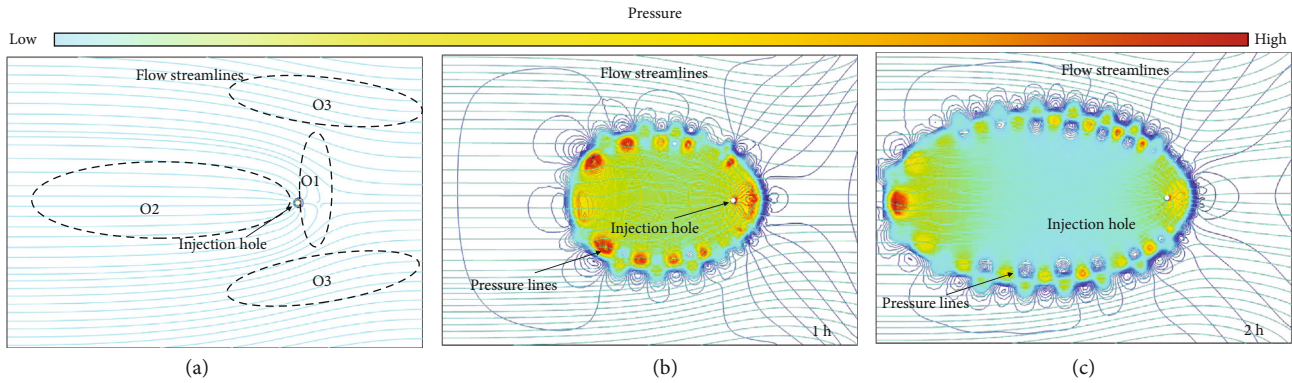 Pressure
Low
High
Flow streamlines
O3
O1
O2
Injection hole
O3
(a)
Flow streamlines
Injection hole
Pressure lines
1 h
(b)
Flow streamlines
Injection hole
Pressure lines
2 h
(c)